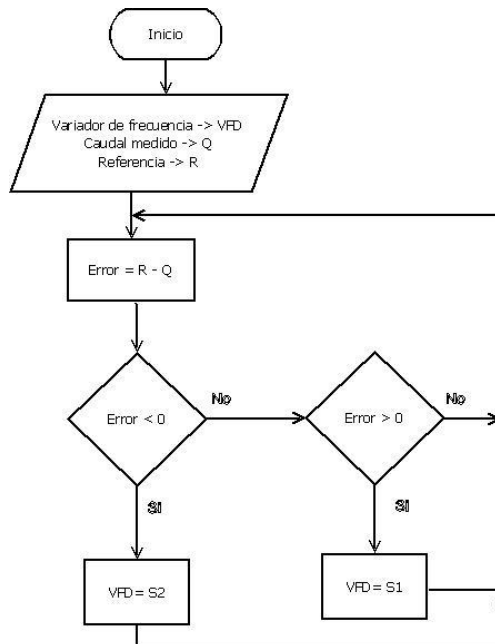 Inicio
Variador de frecuencia -> VFD
Caudal medido -> Q
Referencia -> R
Error = R - Q
Error < 0
No
Error > 0
No
Si
Si
VFD= S2
VFD= S1